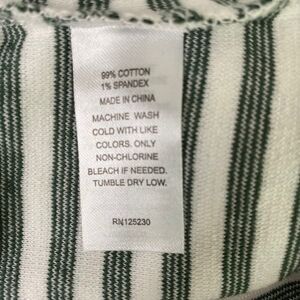 99% COTTON
1% SPANDEX
MADE IN CHINA
MACHINE WASH
COLD WITH LIKE
COLORS. ONLY
NON-CHLORINE
BLEACH IF NEEDED.
TUMBLE DRY LOW.
RN125230